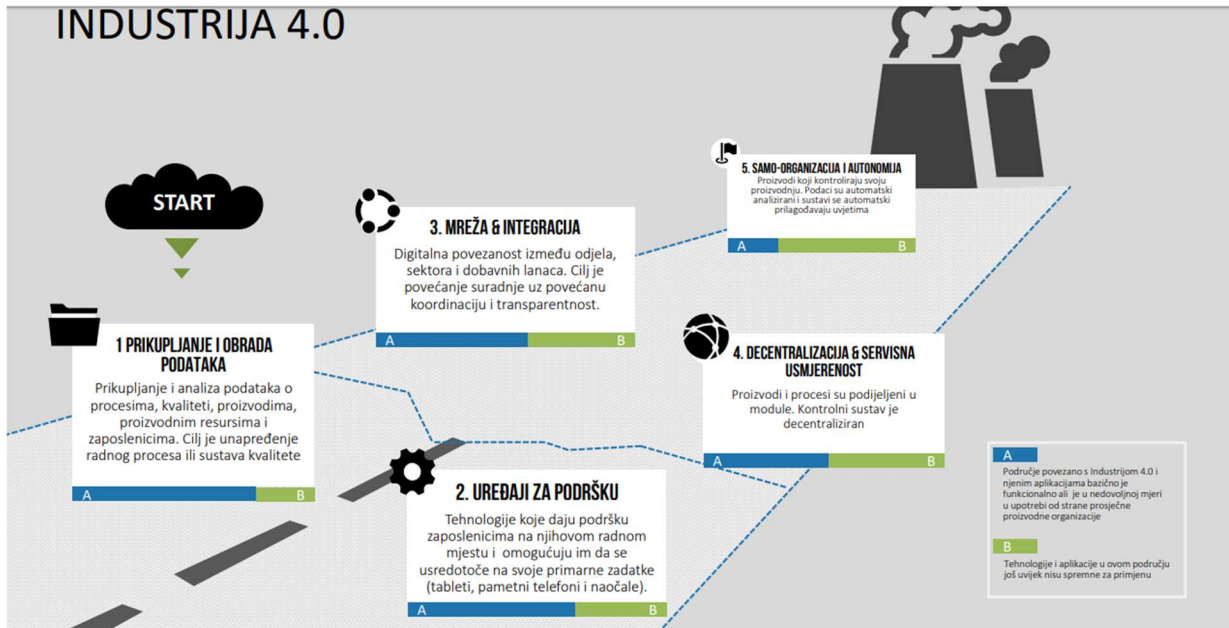 INDUSTRIJA 4.0
START
1 PRIKUPLJANJE I OBRADA
PODATAKA
Prikupljanje i analiza podataka o
procesima, kvaliteti, proizvodima,
proizvodnim resursima i
zaposlenicima. Cilj je unapređenje
radnog procesa ili sustava kvalitete
A B
2. UREĐAJI ZA PODRŠKU
Tehnologije koje daju podršku
zaposlenicima na njihovom radnom
mjestu i omogućuju im da se
usredotoče na svoje primarne zadatke
(tableti, pametni telefoni i naočale).
A B
3. MREŽA & INTEGRACIJA
Digitalna povezanost između odjela,
sektora i dobavnih lanaca. Cilj je
povećanje suradnje uz povećanu
koordinaciju i transparentnost.
A B
4. DECENTRALIZACIJA & SERVISNA
USMJERENOST
Proizvodi i procesi su podijeljeni u
module. Kontrolni sustav je
decentraliziran
A B
5. SAMO-ORGANIZACIJA I AUTONOMIJA
Proizvodi koji kontroliraju svoju
proizvodnju. Podaci su automatski
analizirani i sustavi se automatski
prilagođavaju uvjetima
A B
A
Područje povezano s Industrijom 4.0 i
njenim aplikacijama bazično je
funkcionalno ali je u nedovoljnoj mjeri
u upotrebi od strane prosječne
proizvodne organizacije
B
Tehnologije i aplikacije u ovom području
još uvijek nisu spremne za primjenu